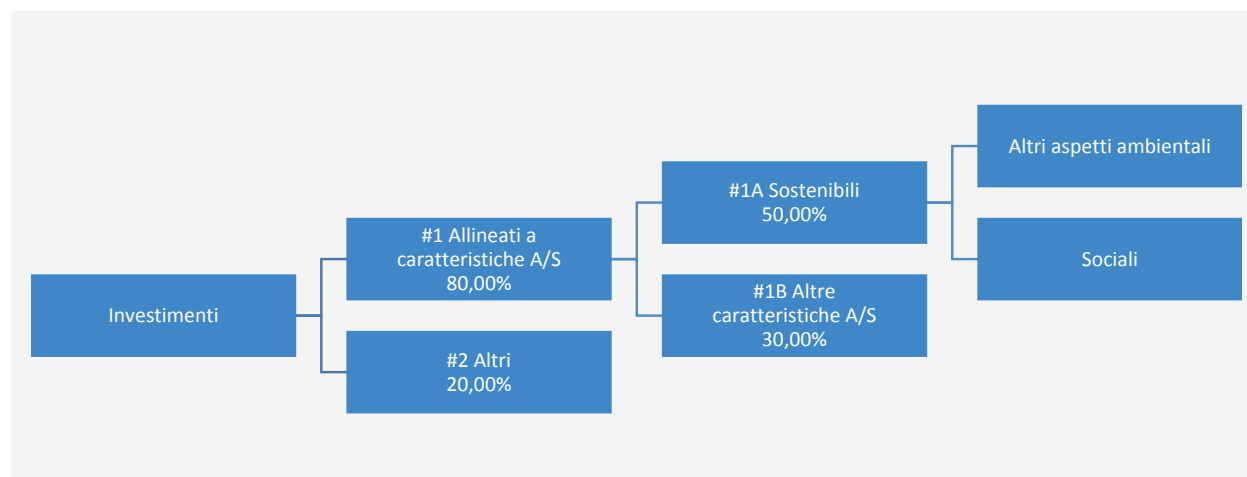 Investimenti
#1 Allineati a
caratteristiche A/S
80,00%
#2 Altri
20,00%
#1A Sostenibili
50,00%
#1B Altre
caratteristiche A/S
30,00%
Altri aspetti ambientali
Sociali